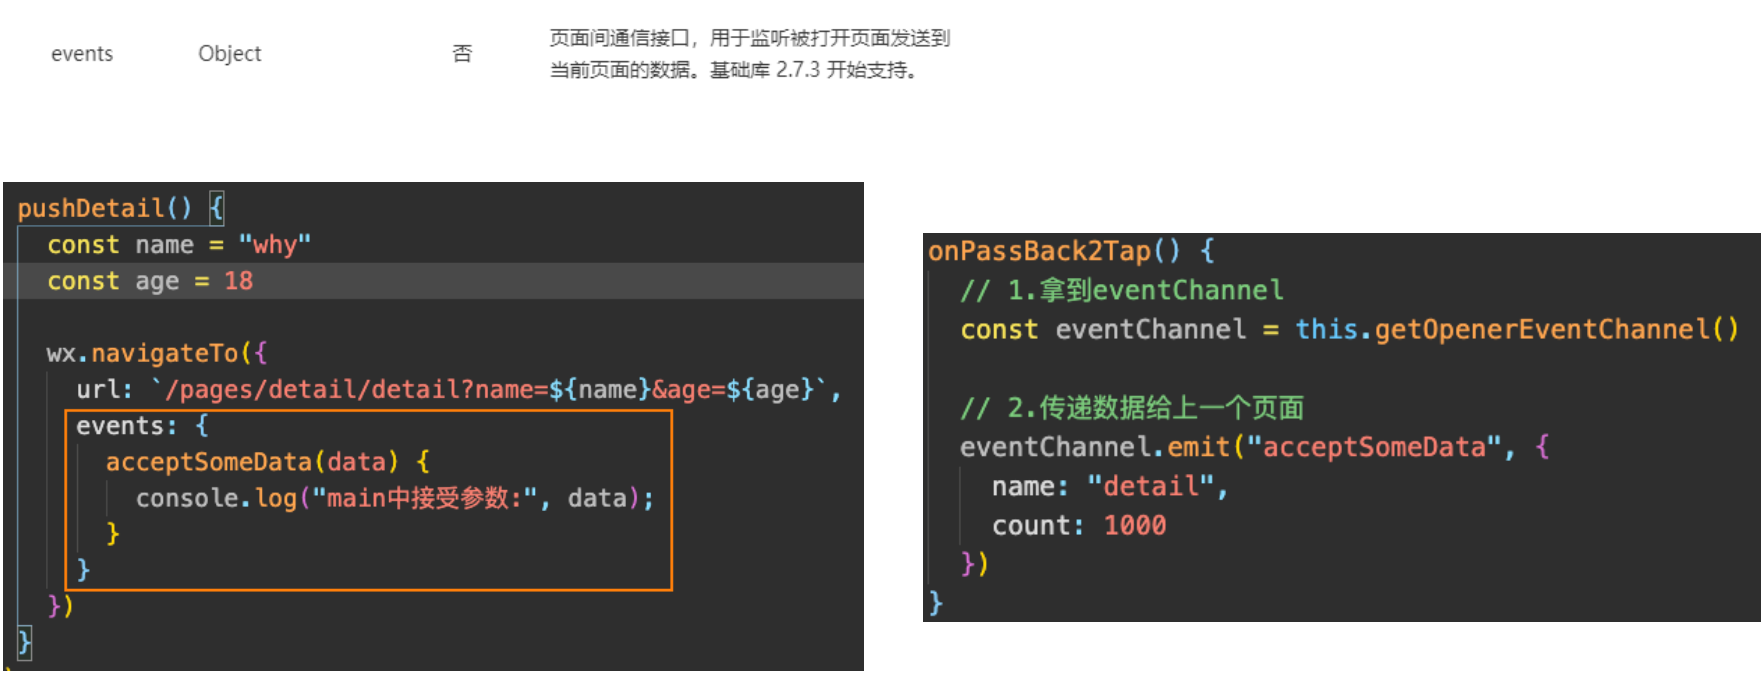 events Object 否 页面间通信接口，用于监听被打开页面发送到
当前页面的数据。基础库 2.7.3 开始支持。
pushDetail() {
const name = "why"
const age = 18
wx.navigateTo({
url: `/pages/detail/detail?name=${name}&age=${age}`,
events: {
acceptSomeData(data) {
console.log("main中接受参数:", data);
}
}
})
}
onPassBack2Tap() {
// 1.拿到eventChannel
const eventChannel = this.getOpenerEventChannel()
// 2.传递数据给上一个页面
eventChannel.emit("acceptSomeData", {
name: "detail",
count: 1000
})
}